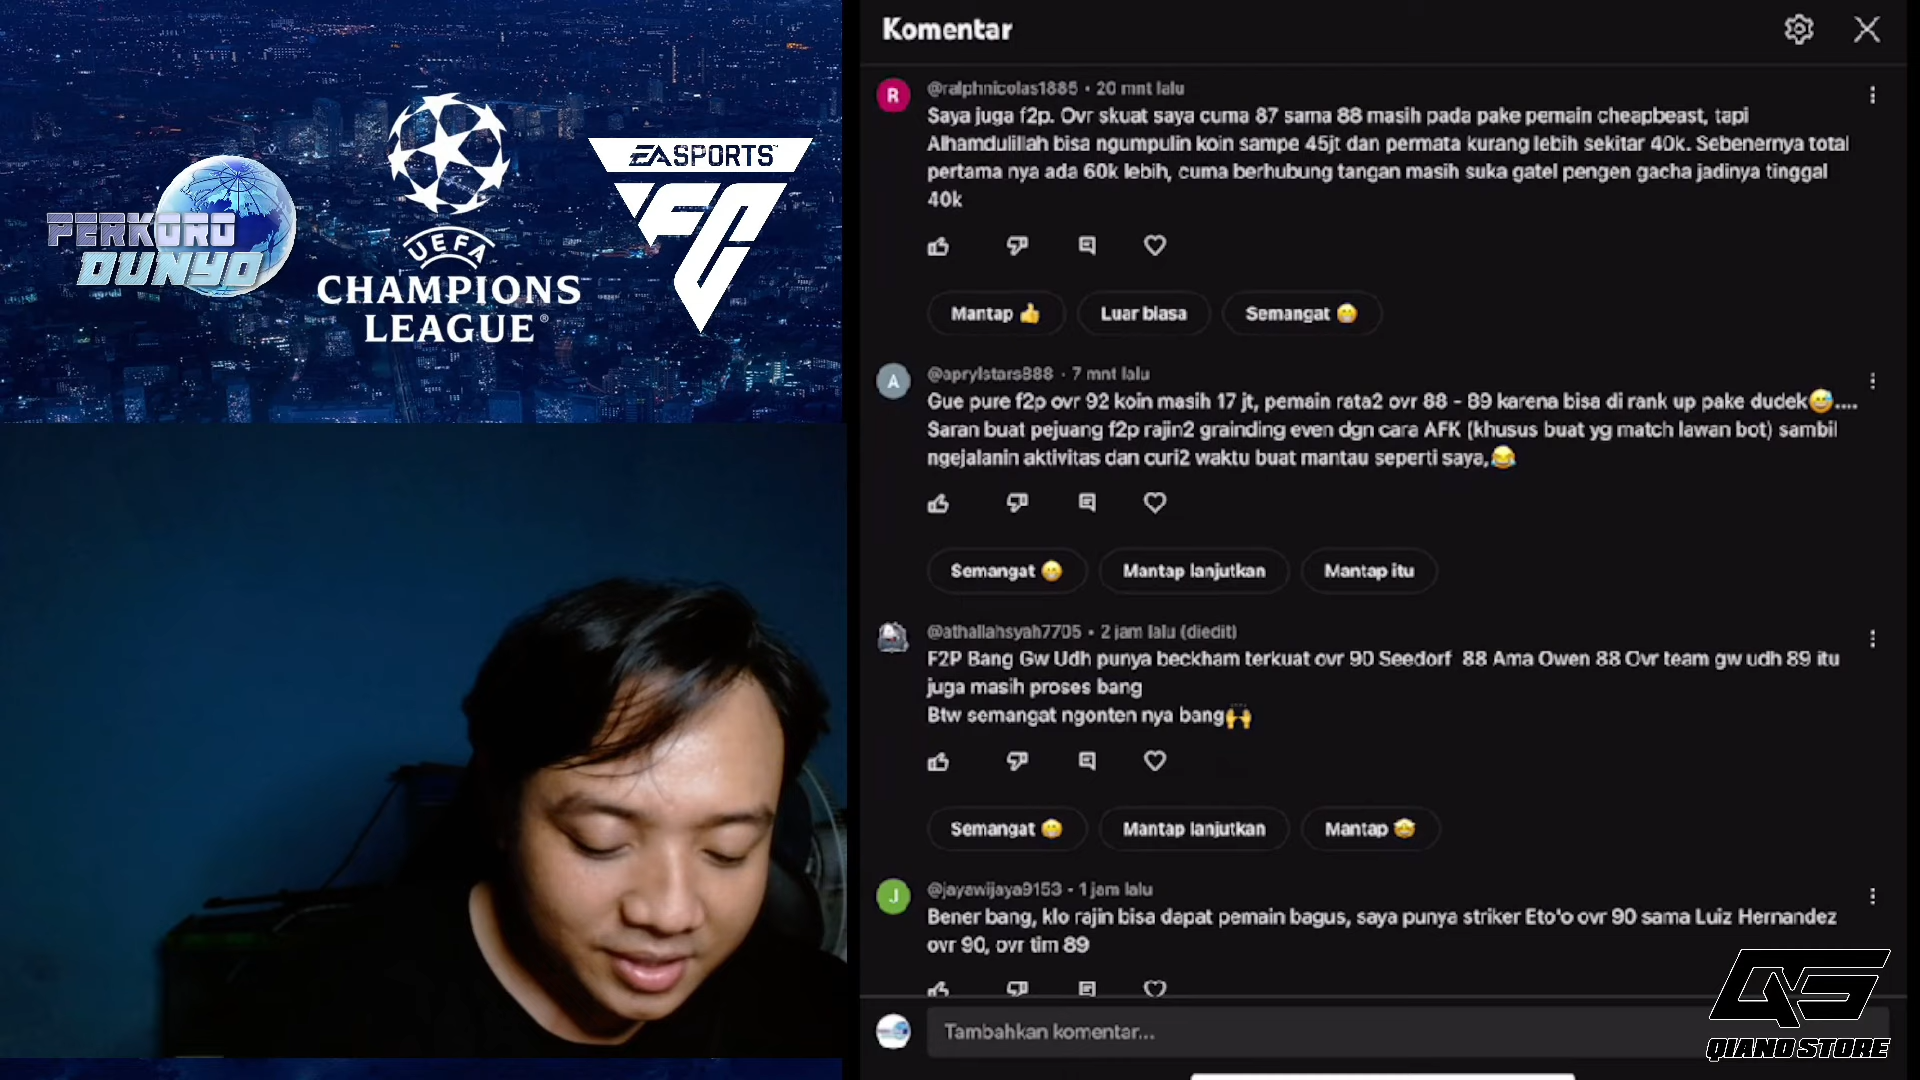 PERKORO
DUNYO
UEFA
CHAMPIONS
LEAGUE®
EA SPORTS™
FC
Komentar
R
@ralphnicolas1885 • 20 mnt lalu
Saya juga f2p. Ovr skuat saya cuma 87 sama 88 masih pada pake pemain cheapbeast, tapi
Alhamdulillah bisa ngumpulin koin sampe 45jt dan permata kurang lebih sekitar 40k. Sebenernya total
pertama nya ada 60k lebih, cuma berhubung tangan masih suka gatel pengen gacha jadinya tinggal
40k
Mantap 👍
Luar biasa
Semangat 😁
A
@aprylstars888 • 7 mnt lalu
Gue pure f2p ovr 92 koin masih 17 jt, pemain rata2 ovr 88 - 89 karena bisa di rank up pake dudek😅....
Saran buat pejuang f2p rajin2 grainding even dgn cara AFK (khusus buat yg match lawan bot) sambil
ngejalanin aktivitas dan curi2 waktu buat mantau seperti saya,😂
Semangat 😁
Mantap lanjutkan
Mantap itu
@athallahsyah7705 • 2 jam lalu (diedit)
F2P Bang Gw Udh punya beckham terkuat ovr 90 Seedorf 88 Ama Owen 88 Ovr team gw udh 89 itu
juga masih proses bang
Btw semangat ngonten nya bang🙌
Semangat 😁
Mantap lanjutkan
Mantap 🤩
J
@jayawijaya9153 • 1 jam lalu
Bener bang, klo rajin bisa dapat pemain bagus, saya punya striker Eto'o ovr 90 sama Luiz Hernandez
ovr 90, ovr tim 89
Tambahkan komentar...
QS
QIANO STORE